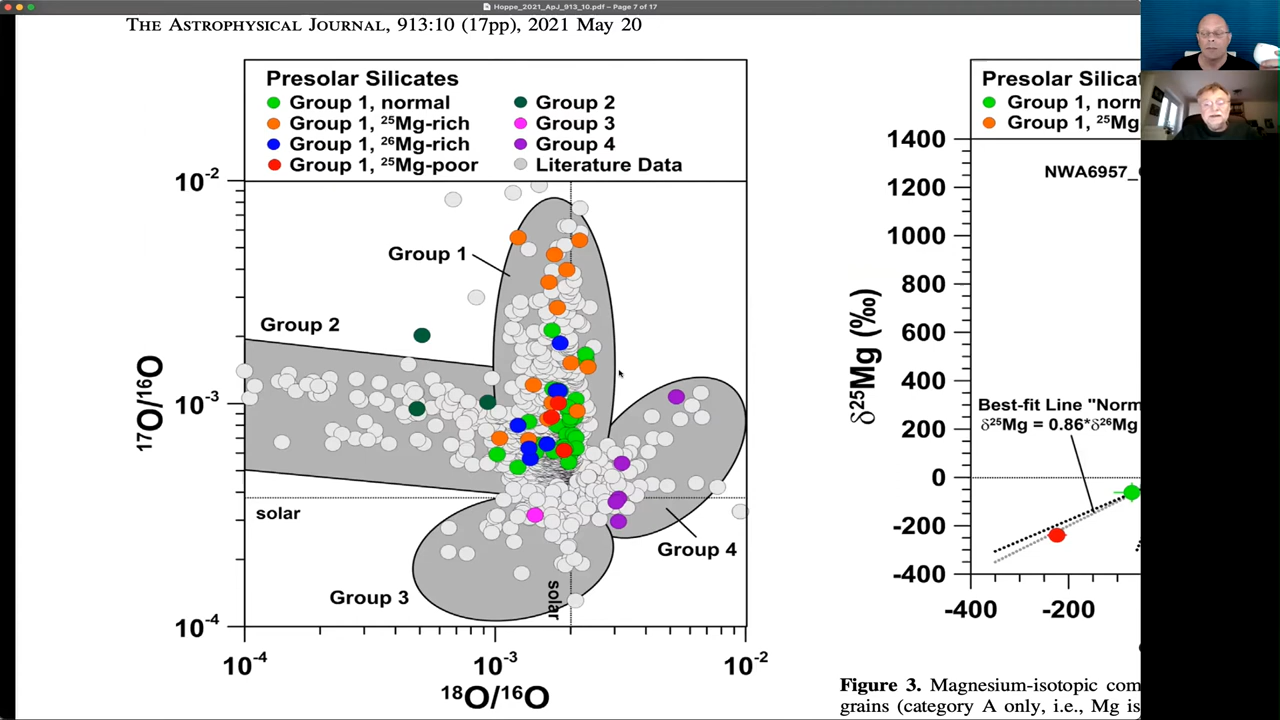 Hoppe_2021_ApJ_913_10.pdf – Page 7 of 17
THE ASTROPHYSICAL JOURNAL, 913:10 (17pp), 2021 May 20
Presolar Silicates
Group 1, normal
Group 1, ²⁵Mg-rich
Group 1, ²⁶Mg-rich
Group 1, ²⁵Mg-poor
Group 2
Group 3
Group 4
Literature Data
10⁻²
10⁻³
10⁻⁴
¹⁷O/¹⁶O
Group 1
Group 2
solar
Group 3
Group 4
solar
10⁻⁴
10⁻³
10⁻²
¹⁸O/¹⁶O
Presolar Silicat
Group 1, norm
Group 1, ²⁵Mg
1400
1200
1000
800
600
400
200
0
-200
-400
δ²⁵Mg (‰)
NWA6957_
Best-fit Line "Norm
δ²⁵Mg = 0.86*δ²⁶Mg
-400
-200
Figure 3. Magnesium-isotopic com
grains (category A only, i.e., Mg is